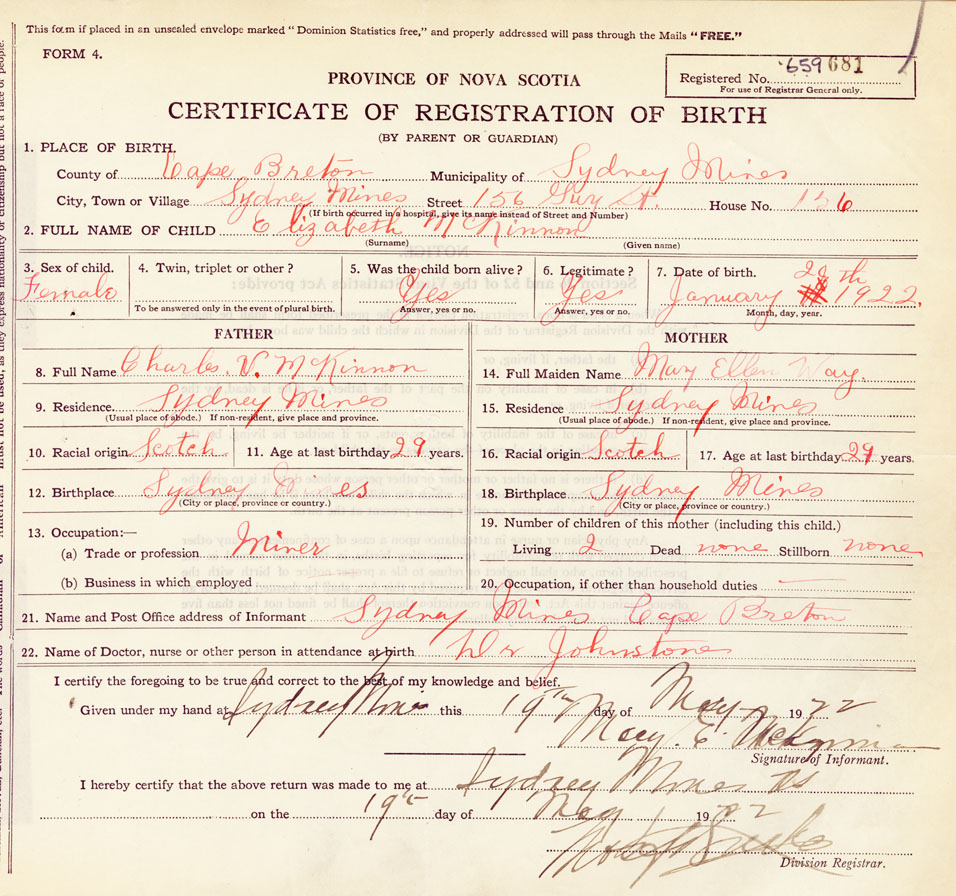 This form if placed in an unsealed envelope marked "Dominion Statistics free," and properly addressed will pass through the Mails "FREE."
FORM 4.
Registered No. 659 681
For use of Registrar General only.
PROVINCE OF NOVA SCOTIA
CERTIFICATE OF REGISTRATION OF BIRTH
(BY PARENT OR GUARDIAN)
1. PLACE OF BIRTH.
County of Cape Breton Municipality of Sydney Mines
City, Town or Village Sydney Mines Street 156 St. House No. 156
(If birth occurred in a hospital, give its name instead of Street and Number)
2. FULL NAME OF CHILD Elizabeth McKinnon
(Surname) (Given name)
3. Sex of child. 4. Twin, triplet or other? 5. Was the child born alive? 6. Legitimate? 7. Date of birth.
Female Yes Yes January th 1922.
To be answered only in the event of plural birth. Answer, yes or no. Answer, yes or no. Month, day, year.
FATHER
8. Full Name Charles. V. McKinnon
9. Residence. Sydney Mines
(Usual place of abode.) If non-resident, give place and province.
10. Racial origin Scotch 11. Age at last birthday 29 years.
12. Birthplace Sydney Mines
(City or place, province or country.)
13. Occupation:—
(a) Trade or profession Miner
(b) Business in which employed
MOTHER
14. Full Maiden Name Mary Ellen Way.
15. Residence Sydney Mines
(Usual place of abode.) If non-resident, give place and province.
16. Racial origin Scotch 17. Age at last birthday 29 years.
18. Birthplace Sydney Mines
(City or place, province or country.)
19. Number of children of this mother (including this child.)
Living 2 Dead none Stillborn none
20. Occupation, if other than household duties
21. Name and Post Office address of Informant Sydney Mines Cape Breton
22. Name of Doctor, nurse or other person in attendance at birth Dr Johnstone
I certify the foregoing to be true and correct to the best of my knowledge and belief.
Given under my hand at Sydney Mines this 19th day of May 1922
Mary. E. McKinnon
Signature of Informant.
I hereby certify that the above return was made to me at Sydney Mines NS
on the 19th day of May 1922
Division Registrar.